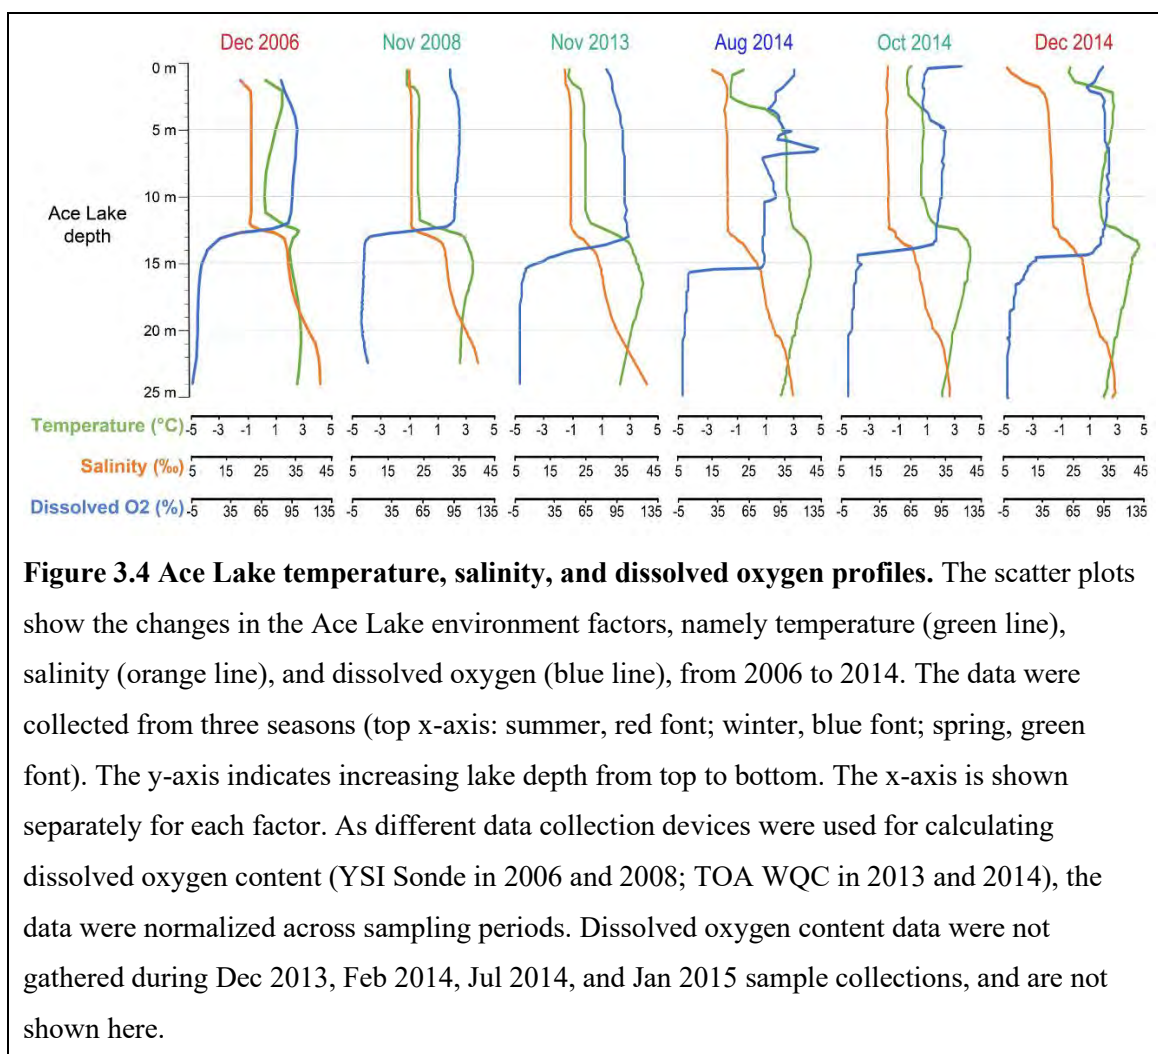 Dec 2006 Nov 2008 Nov 2013 Aug 2014 Oct 2014 Dec 2014
0 m
5 m
10 m
Ace Lake
depth
15 m
20 m
25 m
Temperature (°C) -5 -3 -1 1 3 5 -5 -3 -1 1 3 5 -5 -3 -1 1 3 5 -5 -3 -1 1 3 5 -5 -3 -1 1 3 5 -5 -3 -1 1 3 5
Salinity (‰) 5 15 25 35 45 5 15 25 35 45 5 15 25 35 45 5 15 25 35 45 5 15 25 35 45 5 15 25 35 45
Dissolved O2 (%) -5 35 65 95 135 -5 35 65 95 135 -5 35 65 95 135 -5 35 65 95 135 -5 35 65 95 135 -5 35 65 95 135
Figure 3.4 Ace Lake temperature, salinity, and dissolved oxygen profiles. The scatter plots
show the changes in the Ace Lake environment factors, namely temperature (green line),
salinity (orange line), and dissolved oxygen (blue line), from 2006 to 2014. The data were
collected from three seasons (top x-axis: summer, red font; winter, blue font; spring, green
font). The y-axis indicates increasing lake depth from top to bottom. The x-axis is shown
separately for each factor. As different data collection devices were used for calculating
dissolved oxygen content (YSI Sonde in 2006 and 2008; TOA WQC in 2013 and 2014), the
data were normalized across sampling periods. Dissolved oxygen content data were not
gathered during Dec 2013, Feb 2014, Jul 2014, and Jan 2015 sample collections, and are not
shown here.